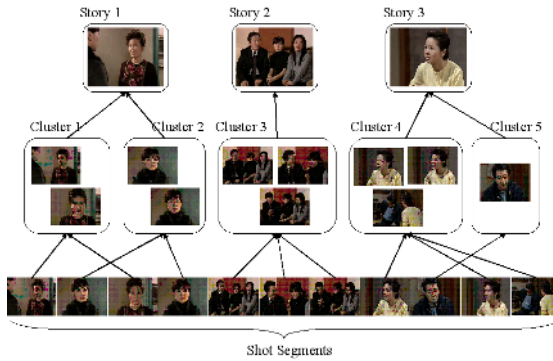 Story 1
Story 2
Story 3
Cluster 1
Cluster 2
Cluster 3
Cluster 4
Cluster 5
Shot Segments